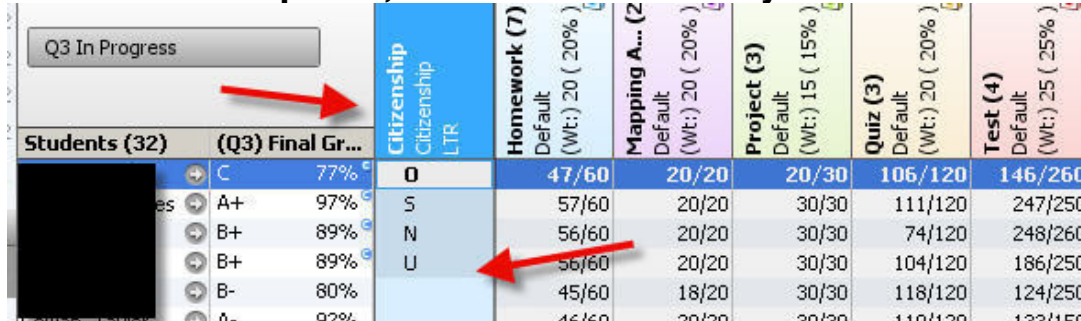 Q3 In Progress
Citizenship
Citizenship
LTR
Homework (7)
Default
(Wt:) 20 ( 20% )
Mapping A... (2
Default
(Wt:) 20 ( 20% )
Project (3)
Default
(Wt:) 15 ( 15% )
Quiz (3)
Default
(Wt:) 20 ( 20% )
Test (4)
Default
(Wt:) 25 ( 25% )
Students (32) (Q3) Final Gr...
C 77% O 47/60 20/20 20/30 106/120 146/260
es A+ 97% S 57/60 20/20 30/30 111/120 247/250
B+ 89% N 56/60 20/20 30/30 74/120 248/260
B+ 89% U 56/60 20/20 30/30 104/120 186/250
B- 80% 45/60 18/20 30/30 118/120 124/250